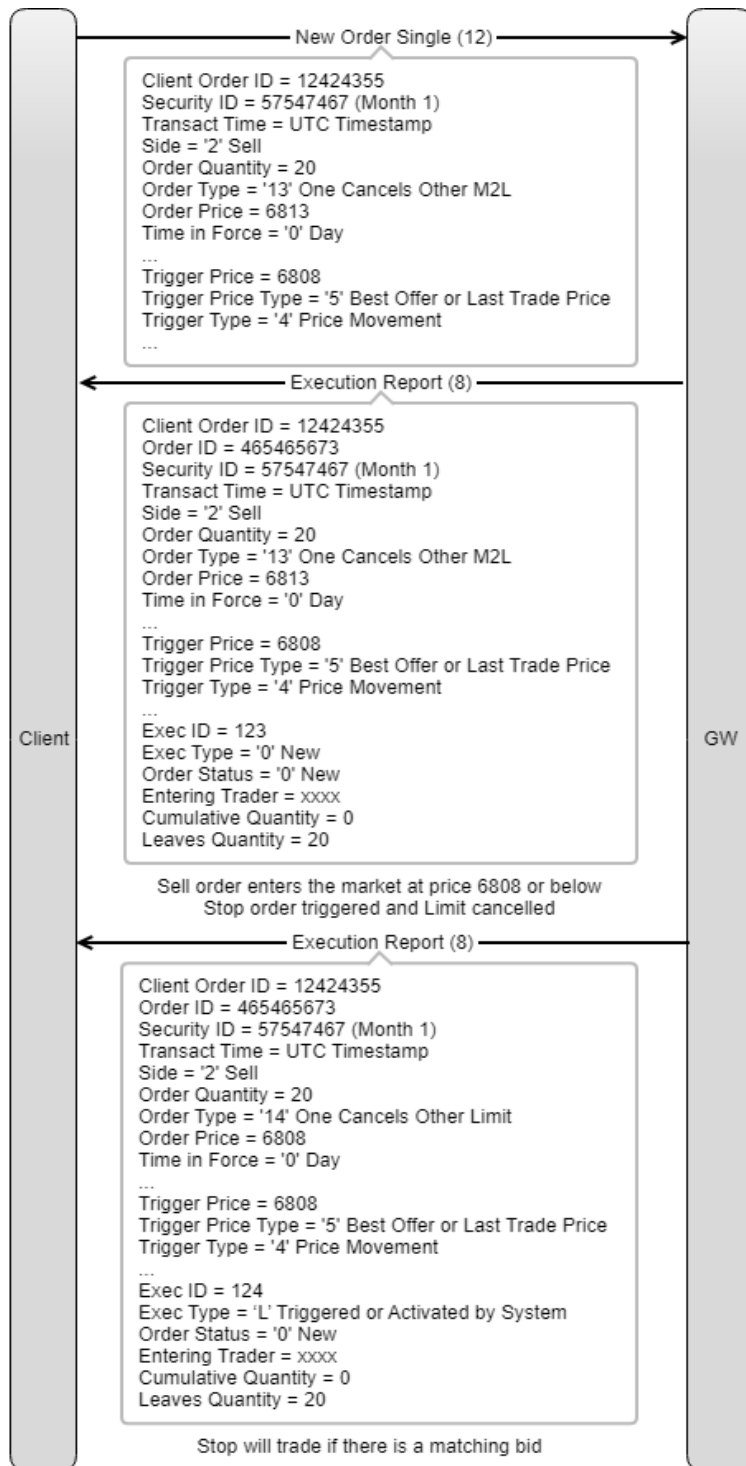 New Order Single (12)
Client Order ID = 12424355
Security ID = 57547467 (Month 1)
Transact Time = UTC Timestamp
Side = '2' Sell
Order Quantity = 20
Order Type = '13' One Cancels Other M2L
Order Price = 6813
Time in Force = '0' Day
...
Trigger Price = 6808
Trigger Price Type = '5' Best Offer or Last Trade Price
Trigger Type = '4' Price Movement
...
Execution Report (8)
Client Order ID = 12424355
Order ID = 465465673
Security ID = 57547467 (Month 1)
Transact Time = UTC Timestamp
Side = '2' Sell
Order Quantity = 20
Order Type = '13' One Cancels Other M2L
Order Price = 6813
Time in Force = '0' Day
...
Trigger Price = 6808
Trigger Price Type = '5' Best Offer or Last Trade Price
Trigger Type = '4' Price Movement
...
Exec ID = 123
Exec Type = '0' New
Order Status = '0' New
Entering Trader = xxxx
Cumulative Quantity = 0
Leaves Quantity = 20
Client
GW
Sell order enters the market at price 6808 or below
Stop order triggered and Limit cancelled
Execution Report (8)
Client Order ID = 12424355
Order ID = 465465673
Security ID = 57547467 (Month 1)
Transact Time = UTC Timestamp
Side = '2' Sell
Order Quantity = 20
Order Type = '14' One Cancels Other Limit
Order Price = 6808
Time in Force = '0' Day
...
Trigger Price = 6808
Trigger Price Type = '5' Best Offer or Last Trade Price
Trigger Type = '4' Price Movement
...
Exec ID = 124
Exec Type = ‘L’ Triggered or Activated by System
Order Status = '0' New
Entering Trader = xxxx
Cumulative Quantity = 0
Leaves Quantity = 20
Stop will trade if there is a matching bid